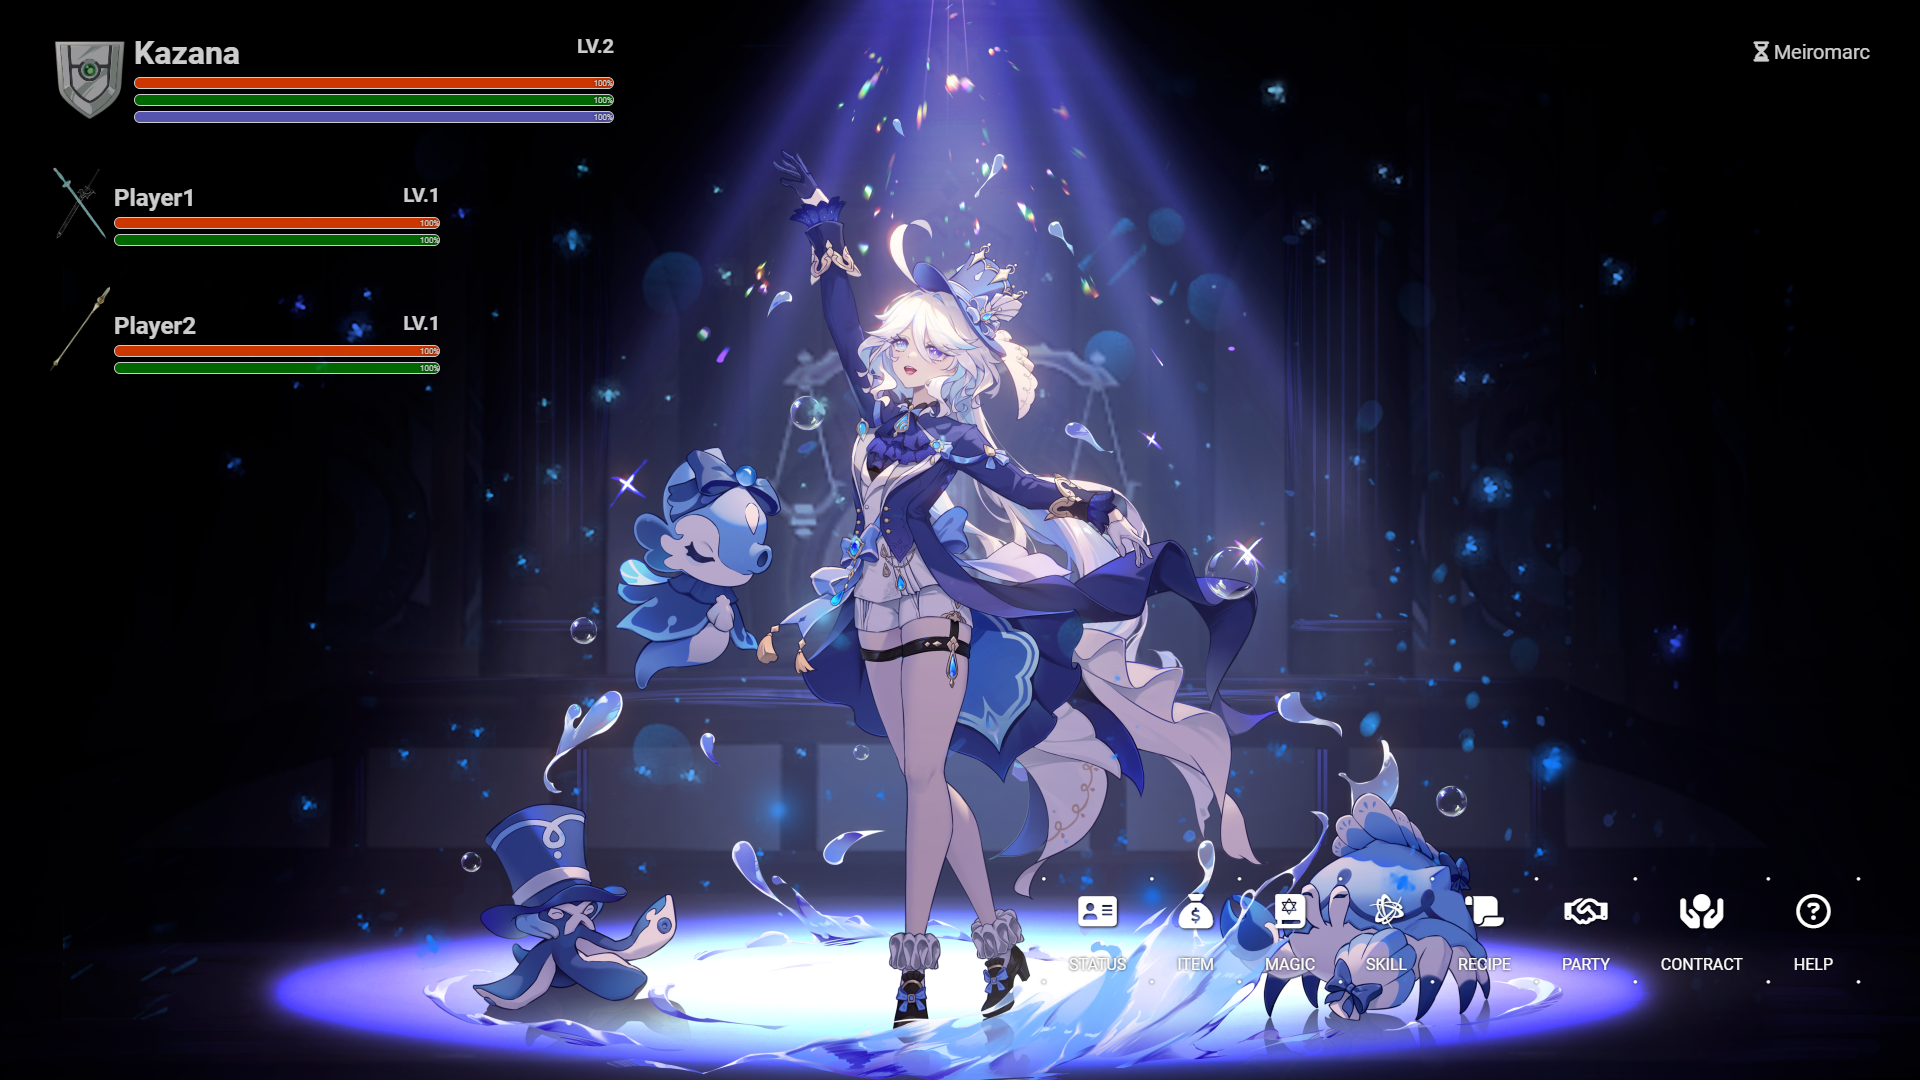 Kazana LV.2
100%
100%
100%
Meiromarc
Player1 LV.1
100%
100%
Player2 LV.1
100%
100%
STATUS ITEM MAGIC SKILL RECIPE PARTY CONTRACT HELP